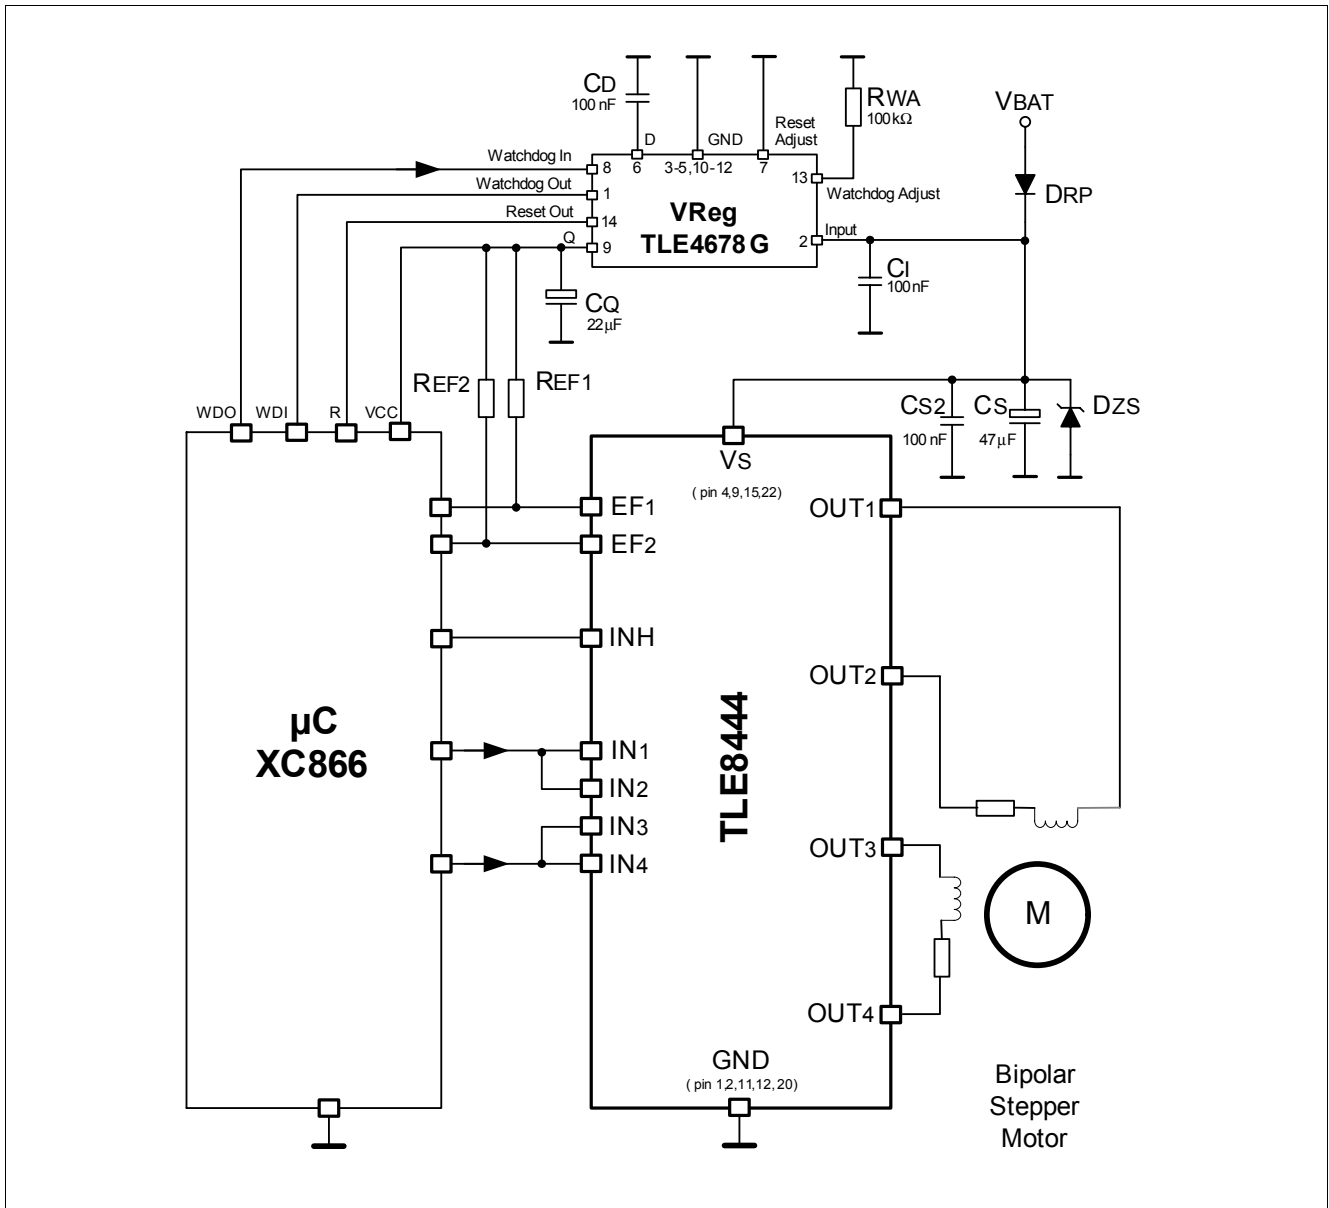 CD
100 nF
RWA
100kΩ
VBAT
D
GND
Reset
Adjust
Watchdog In
8
6
3-5,10-12
7
13
DRP
Watchdog Out
1
Watchdog Adjust
VReg
TLE4678 G
Reset Out
14
Q
9
2
Input
CI
100nF
CQ
22µF
REF2
REF1
WDO
WDI
R
VCC
CS2
100 nF
CS
47µF
DZS
VS
( pin 4,9,15,22)
EF1
OUT1
EF2
INH
OUT2
µC
XC866
TLE8444
IN1
IN2
IN3
OUT3
IN4
M
OUT4
GND
( pin 1,2,11,12, 20)
Bipolar
Stepper
Motor